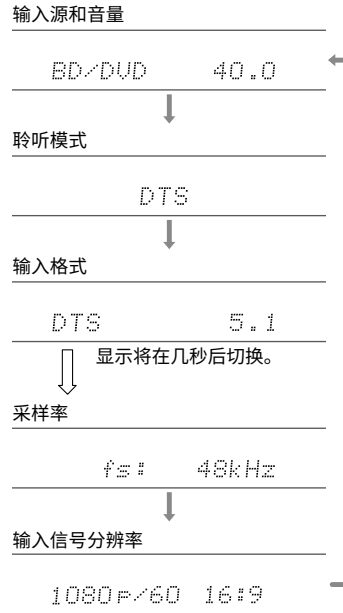 输入源和音量
BD/DVD 40.0
聆听模式
DTS
输入格式
DTS 5.1
显示将在几秒后切换。
采样率
fs: 48kHz
输入信号分辨率
1080p/60 16:9